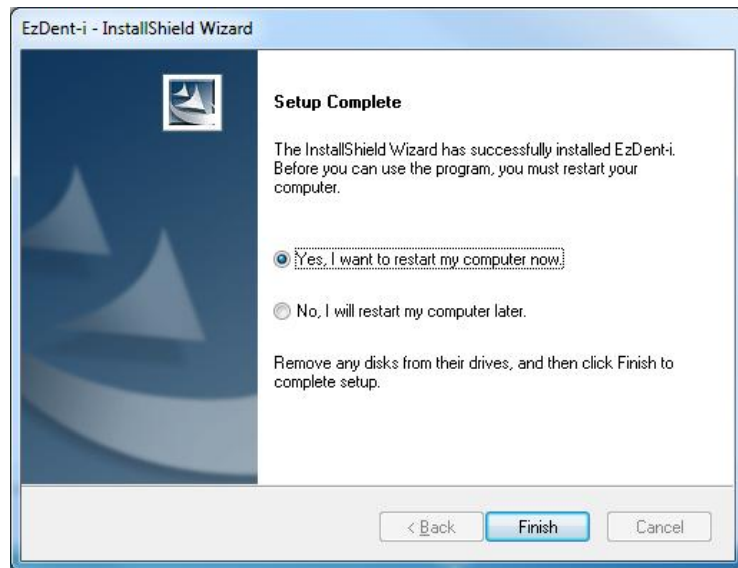 EzDent-i - InstallShield Wizard
Setup Complete
The InstallShield Wizard has successfully installed EzDent-i.
Before you can use the program, you must restart your
computer.
Yes, I want to restart my computer now.
No, I will restart my computer later.
Remove any disks from their drives, and then click Finish to
complete setup.
< Back
Finish
Cancel